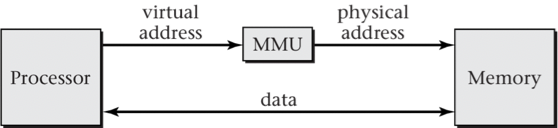 virtual
address
physical
address
MMU
Processor
Memory
data